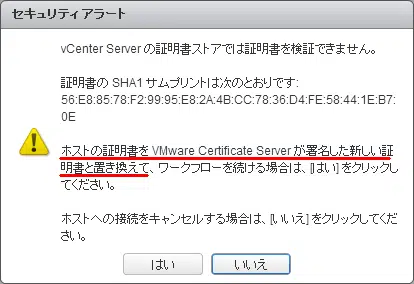 セキュリティ アラート
vCenter Server の証明書ストアでは証明書を検証できません。
証明書の SHA1 サムプリントは次のとおりです:
56:E8:85:78:F2:99:95:E8:2A:4B:CC:78:36:D4:FE:58:44:1E:B7:
0E
ホストの証明書を VMware Certificate Server が署名した新しい証
明書と置き換えて、ワークフローを続ける場合は、[はい] をクリックし
てください。
ホストへの接続をキャンセルする場合は、[いいえ] をクリックしてくださ
い。
はい
いいえ